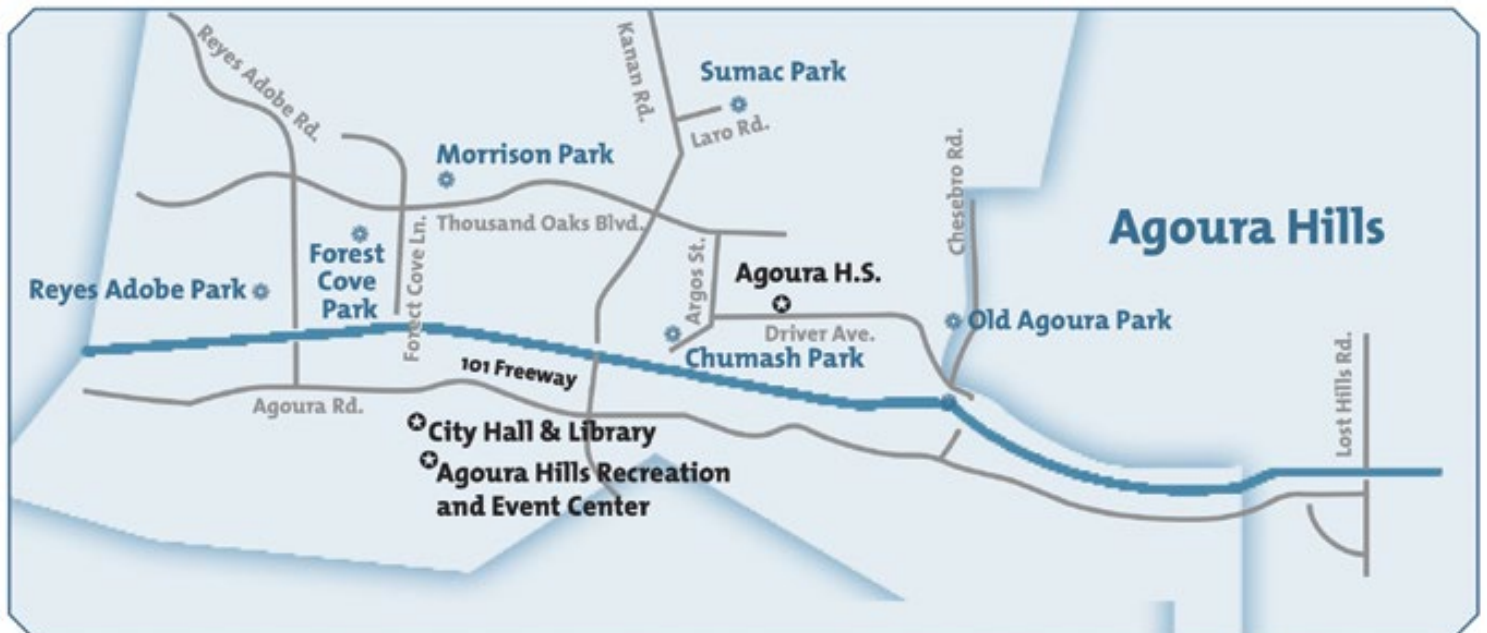 Reyes Adobe Rd.
Kanan Rd.
Sumac Park
Laro Rd.
Morrison Park
Chesebro Rd.
Thousand Oaks Blvd.
Agoura Hills
Forest
Cove
Park
Forect Cove Ln.
Argos St.
Agoura H.S.
Reyes Adobe Park
Driver Ave.
Old Agoura Park
Chumash Park
101 Freeway
Lost Hills Rd.
Agoura Rd.
City Hall & Library
Agoura Hills Recreation
and Event Center